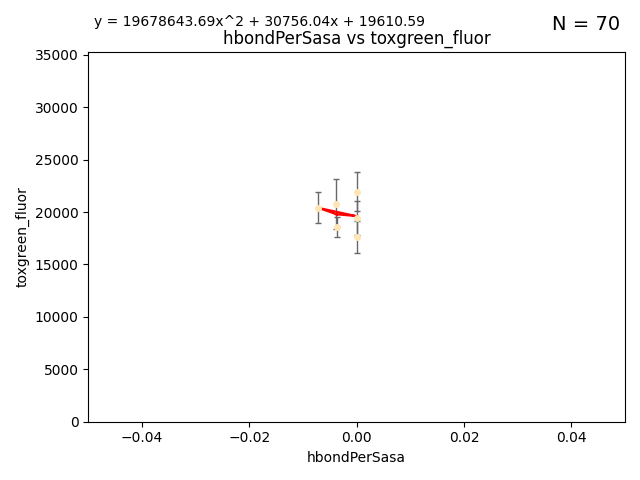 y = 19678643.69x^2 + 30756.04x + 19610.59
N = 70
hbondPerSasa vs toxgreen_fluor
35000
30000
25000
20000
15000
10000
5000
0
toxgreen_fluor
−0.04
−0.02
0.00
0.02
0.04
hbondPerSasa